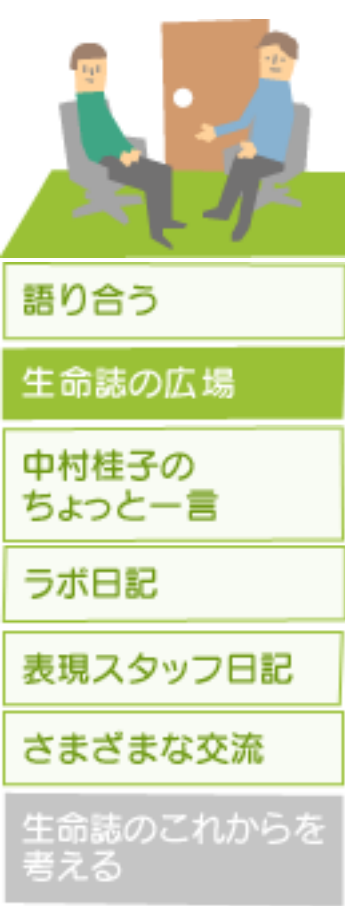 語り合う
生命誌の広場
中村桂子の
ちょっと一言
ラボ日記
表現スタッフ日記
さまざまな交流
生命誌のこれからを
考える